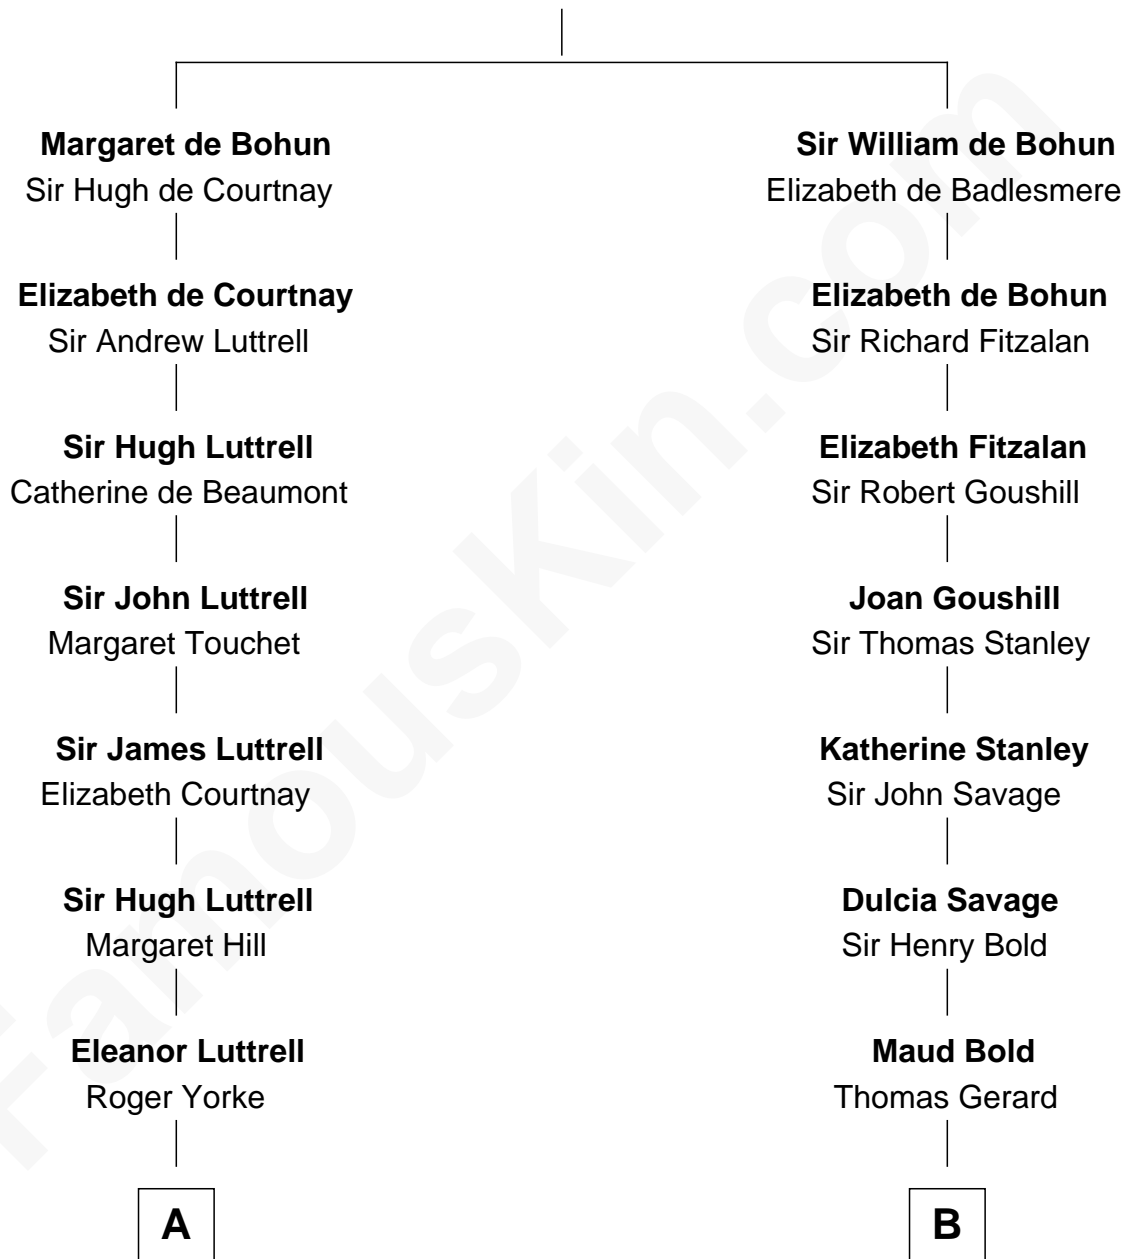 Margaret de Bohun
Sir Hugh de Courtnay
Elizabeth de Courtnay
Sir Andrew Luttrell
Sir Hugh Luttrell
Catherine de Beaumont
Sir John Luttrell
Margaret Touchet
Sir James Luttrell
Elizabeth Courtnay
Sir Hugh Luttrell
Margaret Hill
Eleanor Luttrell
Roger Yorke
A
Sir William de Bohun
Elizabeth de Badlesmere
Elizabeth de Bohun
Sir Richard Fitzalan
Elizabeth Fitzalan
Sir Robert Goushill
Joan Goushill
Sir Thomas Stanley
Katherine Stanley
Sir John Savage
Dulcia Savage
Sir Henry Bold
Maud Bold
Thomas Gerard
B
FamousKin.com